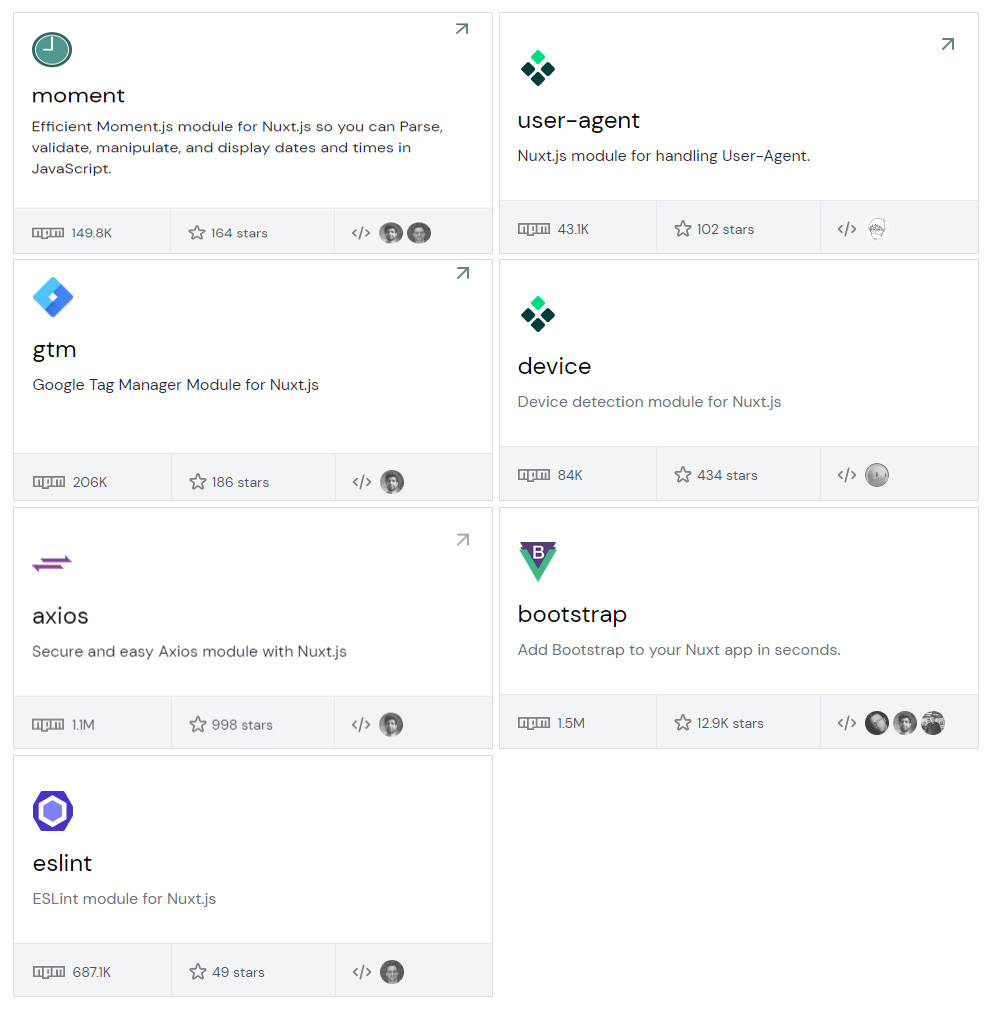 moment
Efficient Moment.js module for Nuxt.js so you can Parse,
validate, manipulate, and display dates and times in
JavaScript.
npm 149.8K
164 stars
</>
user-agent
Nuxt.js module for handling User-Agent.
npm 43.1K
102 stars
</>
gtm
Google Tag Manager Module for Nuxt.js
npm 206K
186 stars
</>
device
Device detection module for Nuxt.js
npm 84K
434 stars
</>
axios
Secure and easy Axios module with Nuxt.js
npm 1.1M
998 stars
</>
B
bootstrap
Add Bootstrap to your Nuxt app in seconds.
npm 1.5M
12.9K stars
</>
eslint
ESLint module for Nuxt.js
npm 687.1K
49 stars
</>